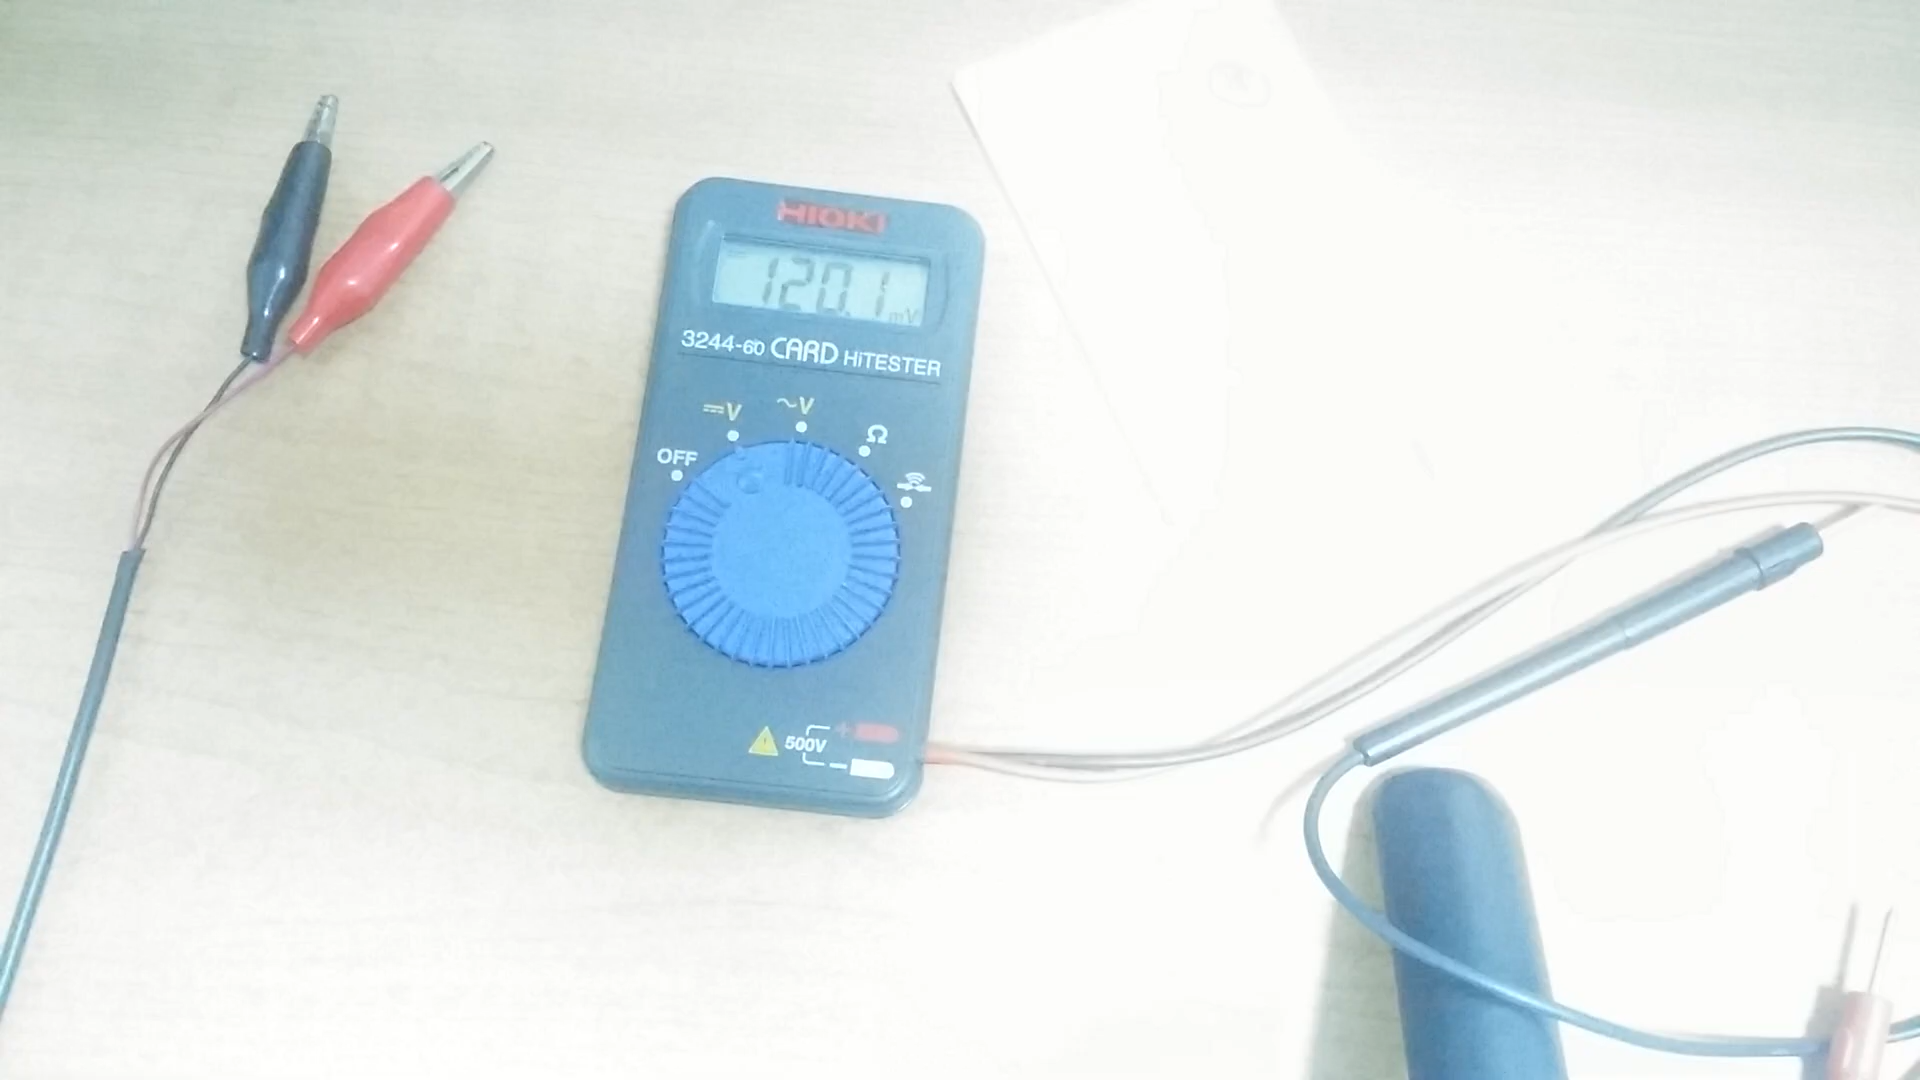 HIOKI
120.1 mV
3244-60 CARD HiTESTER
⎓V
~V
Ω
OFF
500V
+
−